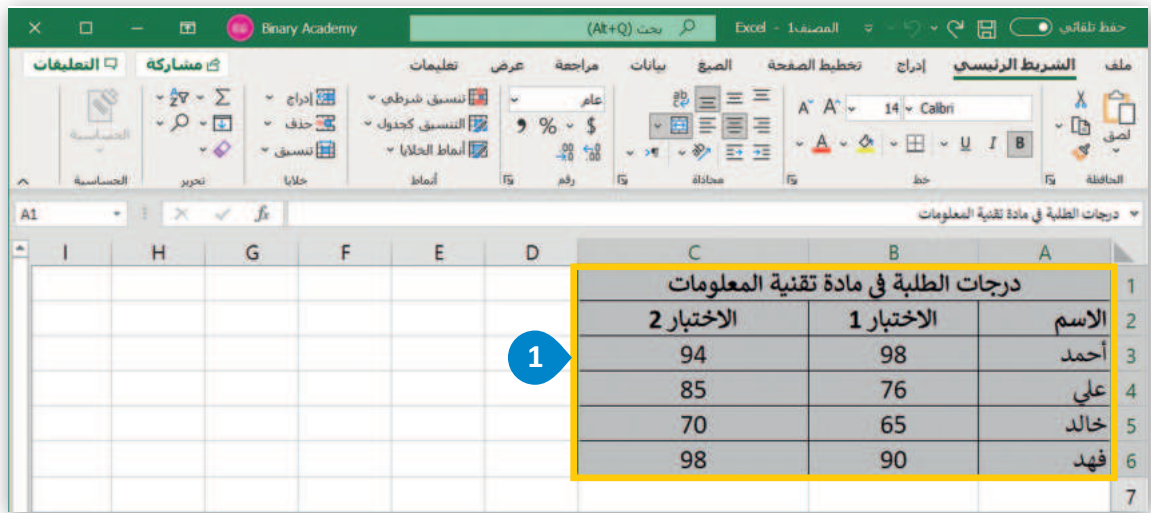 حفظ تلقائي المصنف1 - Excel بحث (Alt+Q) Binary Academy
ملف الشريط الرئيسي إدراج تخطيط الصفحة الصيغ بيانات مراجعة عرض تعليمات مشاركة التعليقات
لصق Calibri 14 A A ab عام تنسيق شرطي إدراج Σ الحساسية
B I U A $ % التنسيق كجدول حذف
أنماط الخلايا تنسيق
الحافظة خط محاذاة رقم أنماط خلايا تحرير الحساسية
A1 fx درجات الطلبة في مادة تقنية المعلومات
A B C D E F G H I
1 درجات الطلبة في مادة تقنية المعلومات
2 الاسم الاختبار 1 الاختبار 2
3 أحمد 98 94 1
4 علي 76 85
5 خالد 65 70
6 فهد 90 98
7